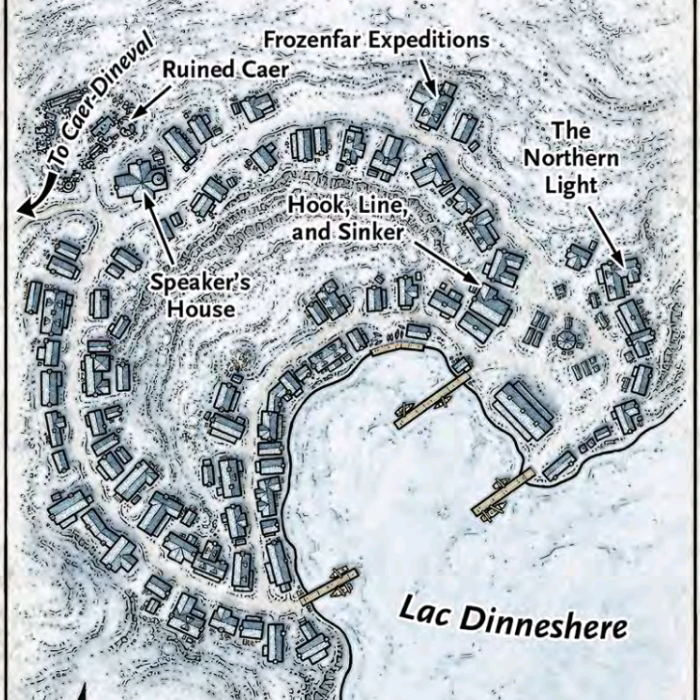 Frozenfar Expeditions
To Caer-Dineval
Ruined Caer
The
Northern
Light
Hook, Line,
and Sinker
Speaker's
House
Lac Dinneshere